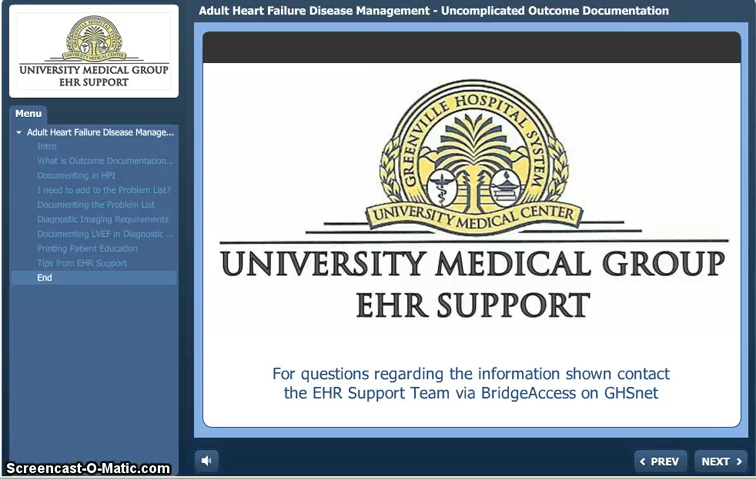 Adult Heart Failure Disease Management - Uncomplicated Outcome Documentation
UNIVERSITY MEDICAL GROUP
EHR SUPPORT
Menu
Adult Heart Failure Disease Manage...
Intro
What is Outcome Documentation...
Documenting in HPI
I need to add to the Problem List?
Documenting the Problem List
Diagnostic Imaging Requirements
Documenting LVEF in Diagnostic ...
Printing Patient Education
Tips from EHR Support
End
GREENVILLE HOSPITAL SYSTEM
UNIVERSITY MEDICAL CENTER
UNIVERSITY MEDICAL GROUP
EHR SUPPORT
For questions regarding the information shown contact
the EHR Support Team via BridgeAccess on GHSnet
Screencast-O-Matic.com
PREV
NEXT